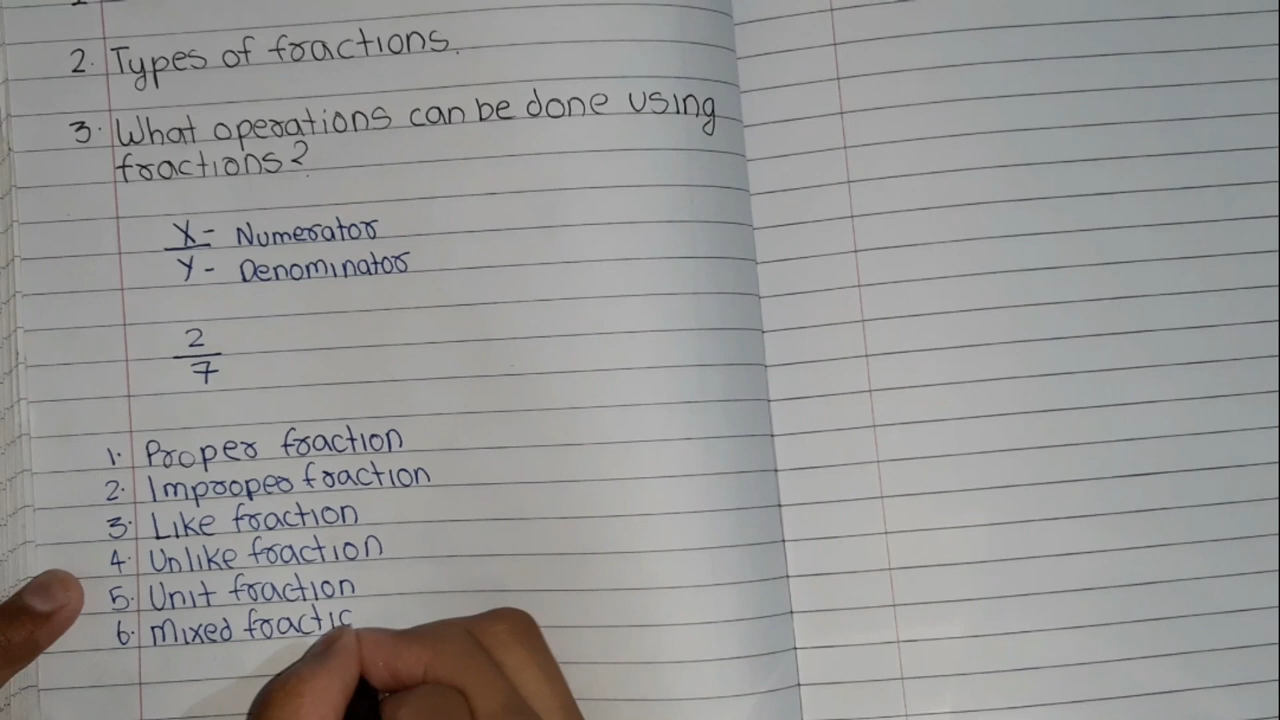 2. Types of fractions.
3. What operations can be done using
fractions?
X - Numerator
Y - Denominator
2
7
1. Proper fraction
2. Improper fraction
3. Like fraction
4. Unlike fraction
5. Unit fraction
6. Mixed fractio